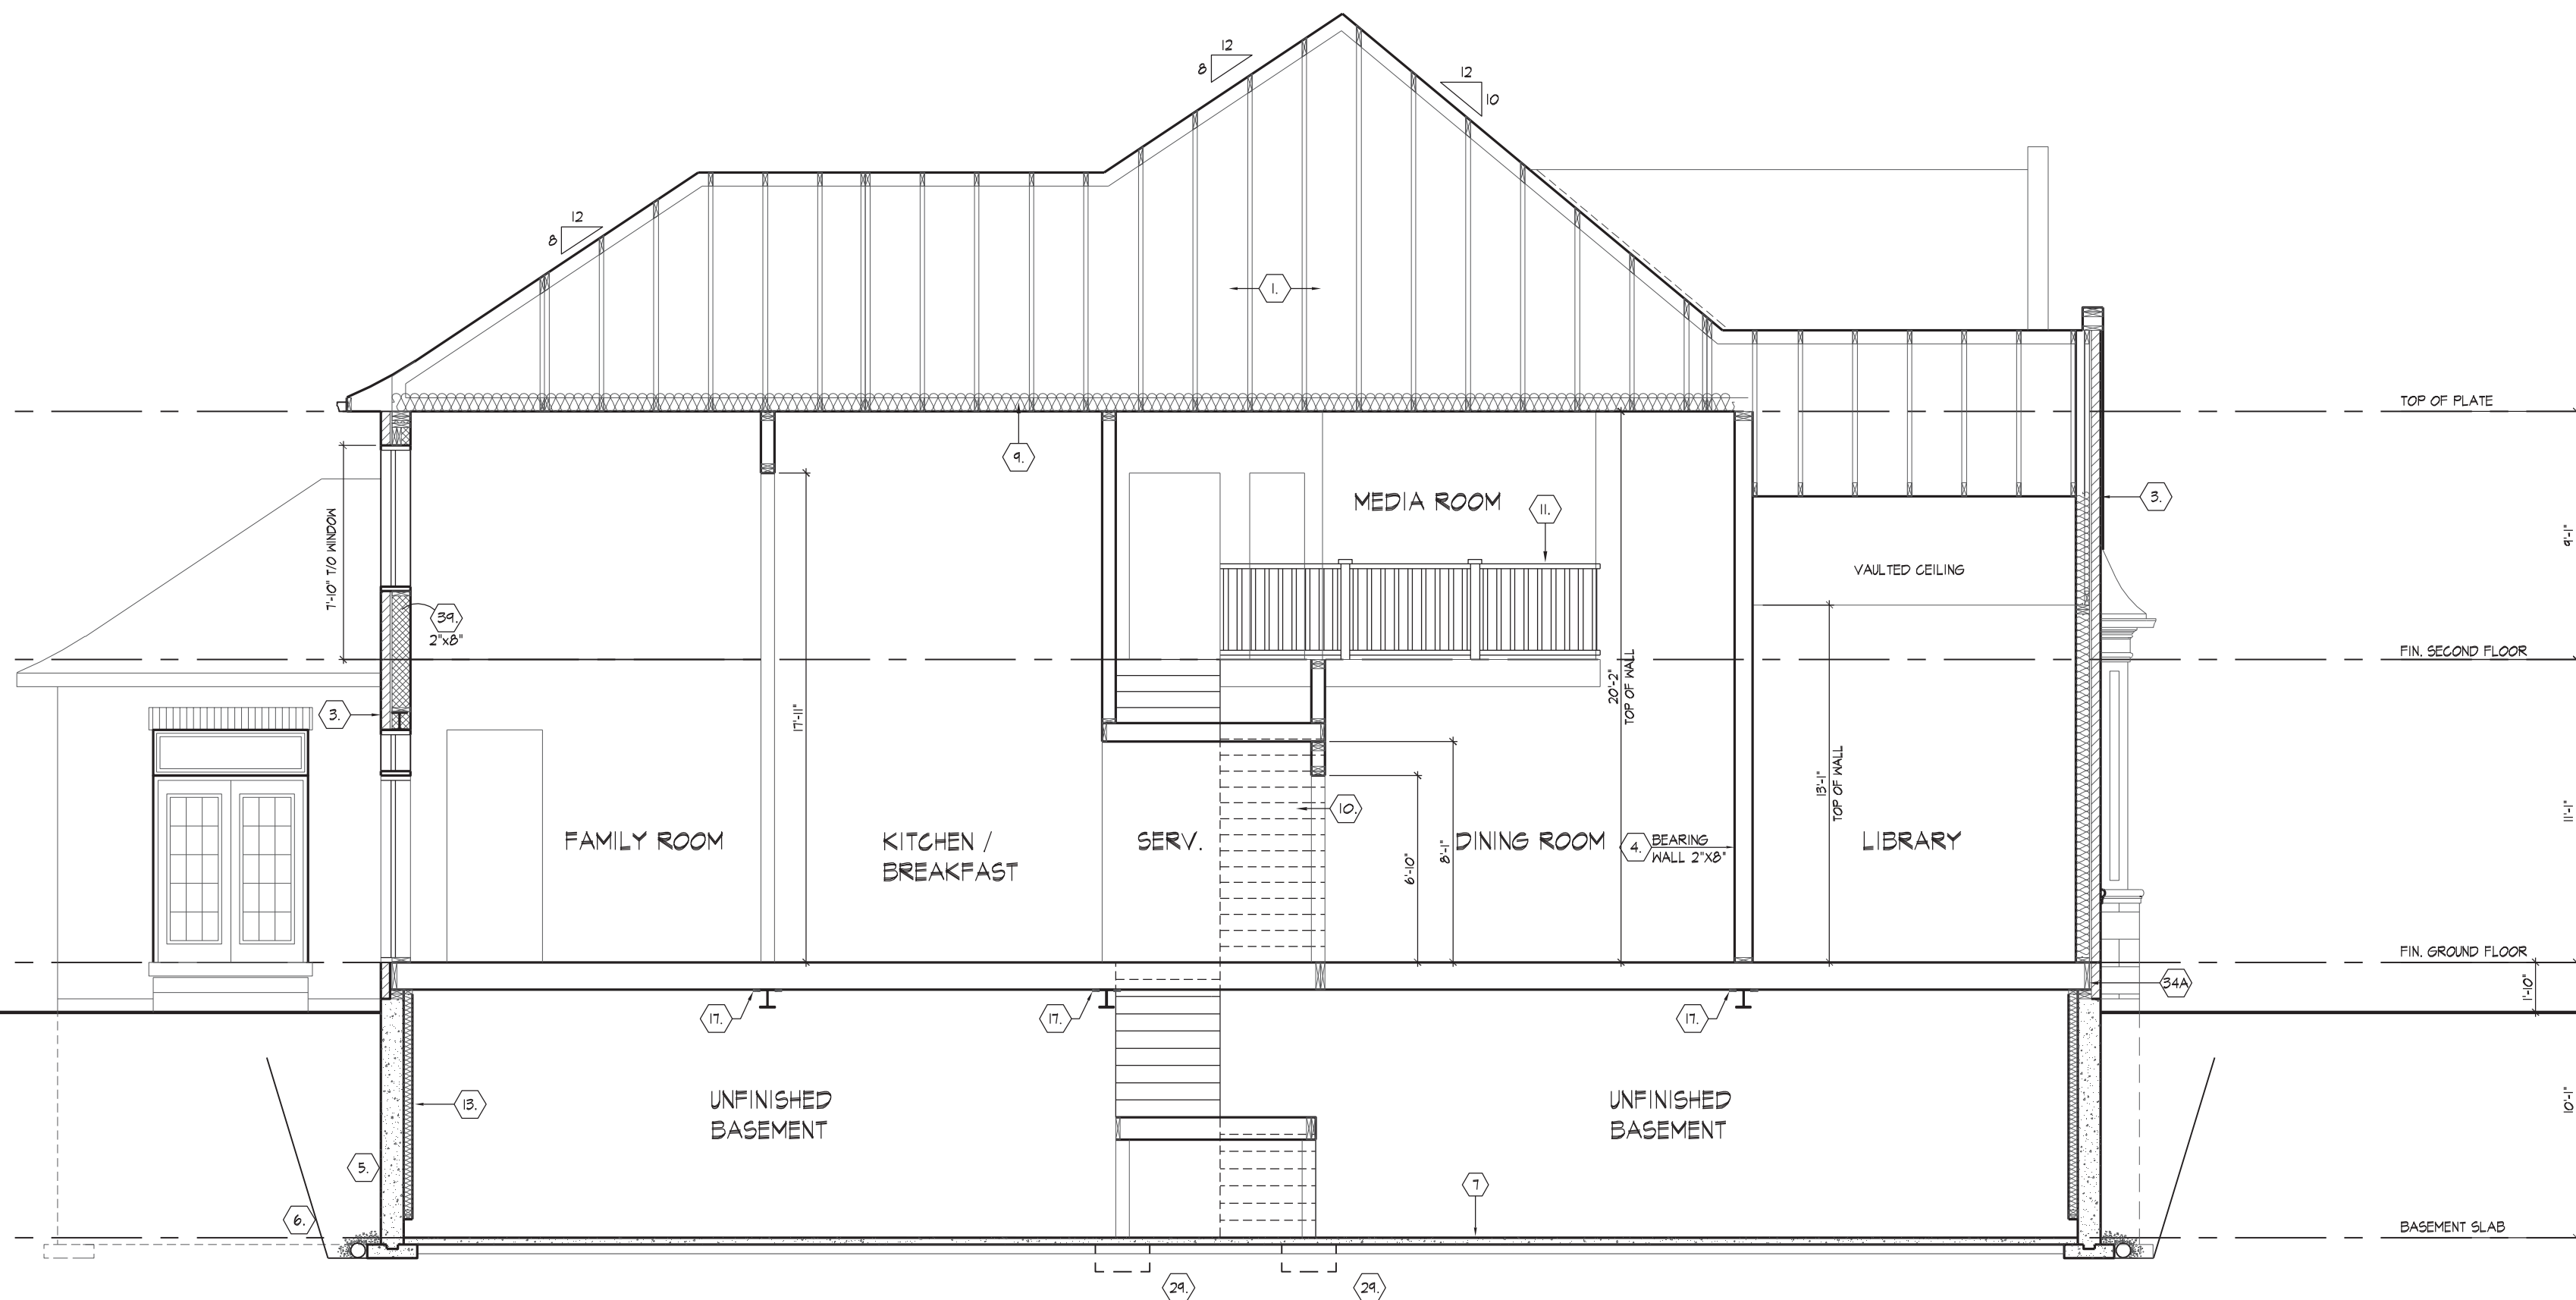 12
8
12
10
12
8
1.
TOP OF PLATE
9.
MEDIA ROOM
11.
3.
7'-10" T/O WINDOW
9'-1"
VAULTED CEILING
39.
2"x8"
FIN. SECOND FLOOR
3.
17'-11"
20'-2"
TOP OF WALL
13'-1"
TOP OF WALL
10.
11'-1"
FAMILY ROOM
KITCHEN /
BREAKFAST
SERV.
6'-10"
8'-1"
DINING ROOM
4.
BEARING
WALL 2"X8"
LIBRARY
FIN. GROUND FLOOR
34A
1'-10"
17.
17.
17.
13.
UNFINISHED
BASEMENT
UNFINISHED
BASEMENT
10'-1"
5.
7
6.
BASEMENT SLAB
29.
29.